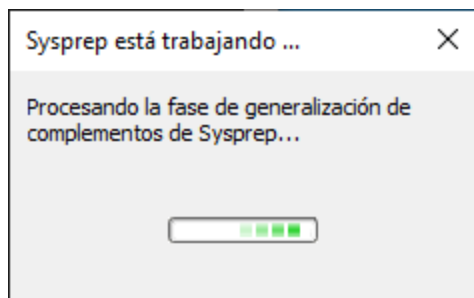 Sysprep está trabajando ...
Procesando la fase de generalización de
complementos de Sysprep...